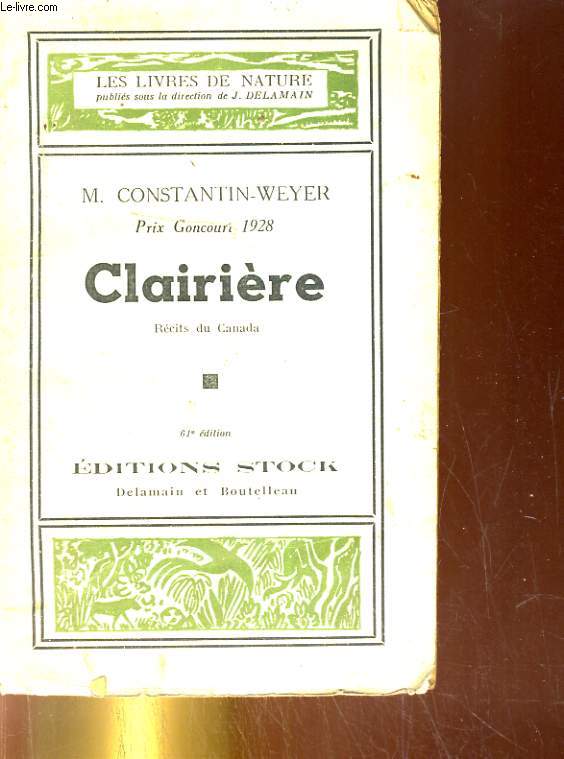 Le-livre.com
LES LIVRES DE NATURE
publiés sous la direction de J. DELAMAIN
M. CONSTANTIN-WEYER
Prix Goncourt 1928
Clairière
Récits du Canada
61e édition
ÉDITIONS STOCK
Delamain et Boutelleau